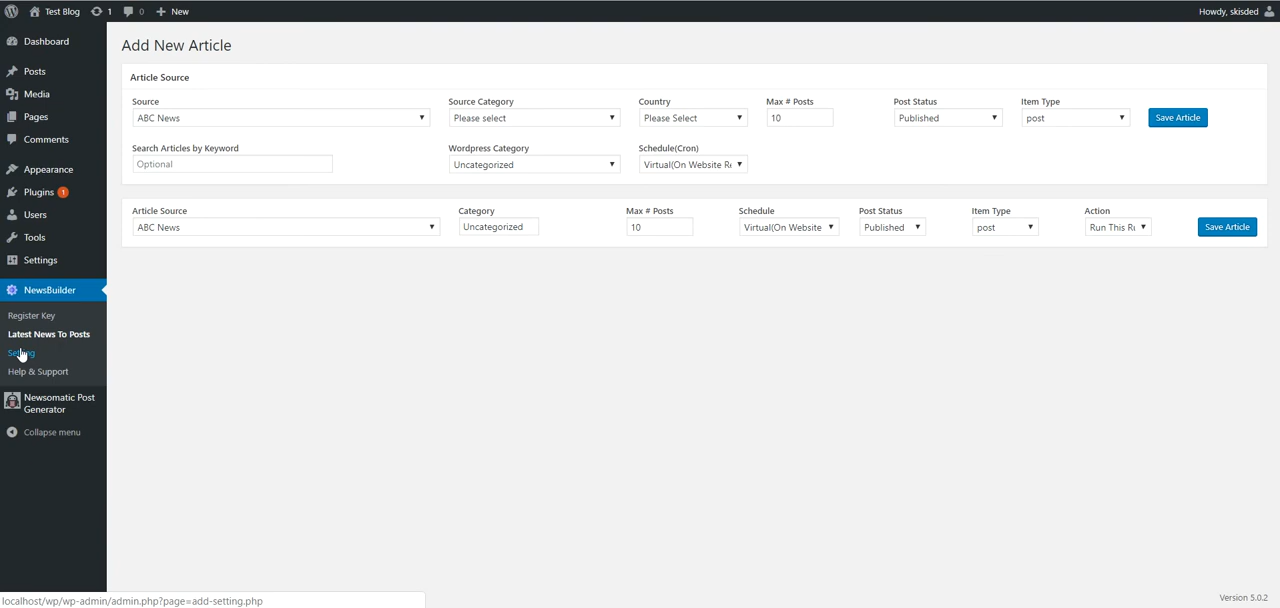 Test Blog 1 0 New Howdy, skisded
Dashboard
Posts
Media
Pages
Comments
Appearance
Plugins 1
Users
Tools
Settings
NewsBuilder
Register Key
Latest News To Posts
Help & Support
Newsomatic Post
Generator
Collapse menu
Add New Article
Article Source
Source Source Category Country Max # Posts Post Status Item Type
ABC News Please select Please Select 10 Published post Save Article
Search Articles by Keyword Wordpress Category Schedule(Cron)
Optional Uncategorized Virtual(On Website Re
Article Source Category Max # Posts Schedule Post Status Item Type Action
ABC News Uncategorized 10 Virtual(On Website Published post Run This Ru Save Article
localhost/wp/wp-admin/admin.php?page=add-setting.php
Version 5.0.2